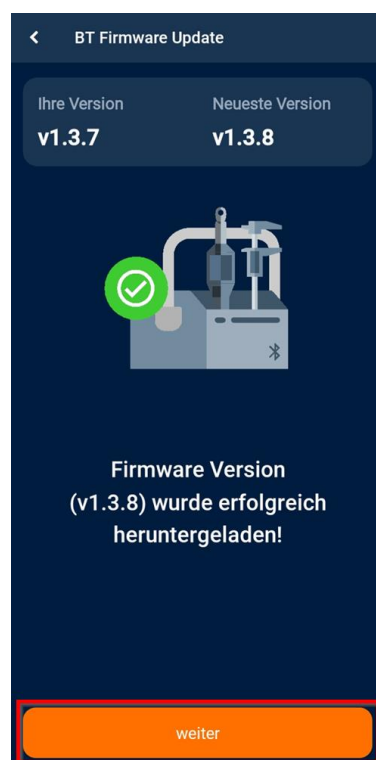 BT Firmware Update
Ihre Version Neueste Version
v1.3.7 v1.3.8
Firmware Version
(v1.3.8) wurde erfolgreich
heruntergeladen!
weiter